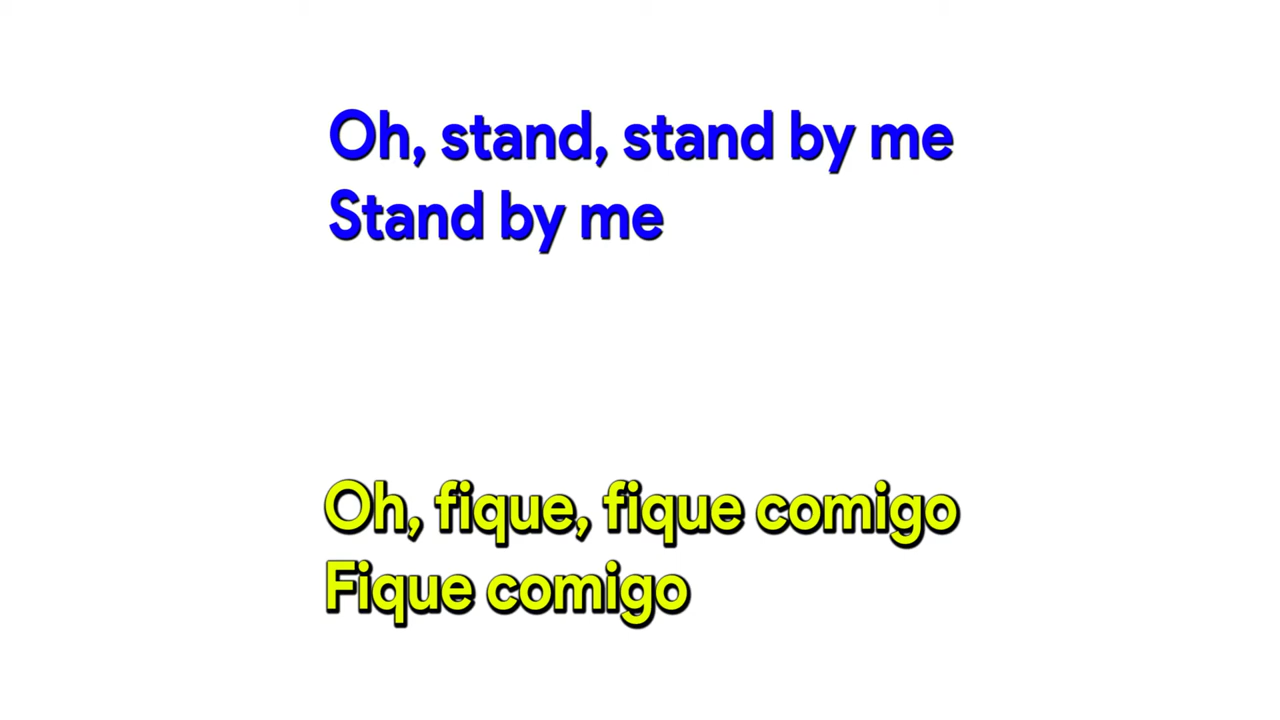 Oh, stand, stand by me
Stand by me
Oh, fique, fique comigo
Fique comigo